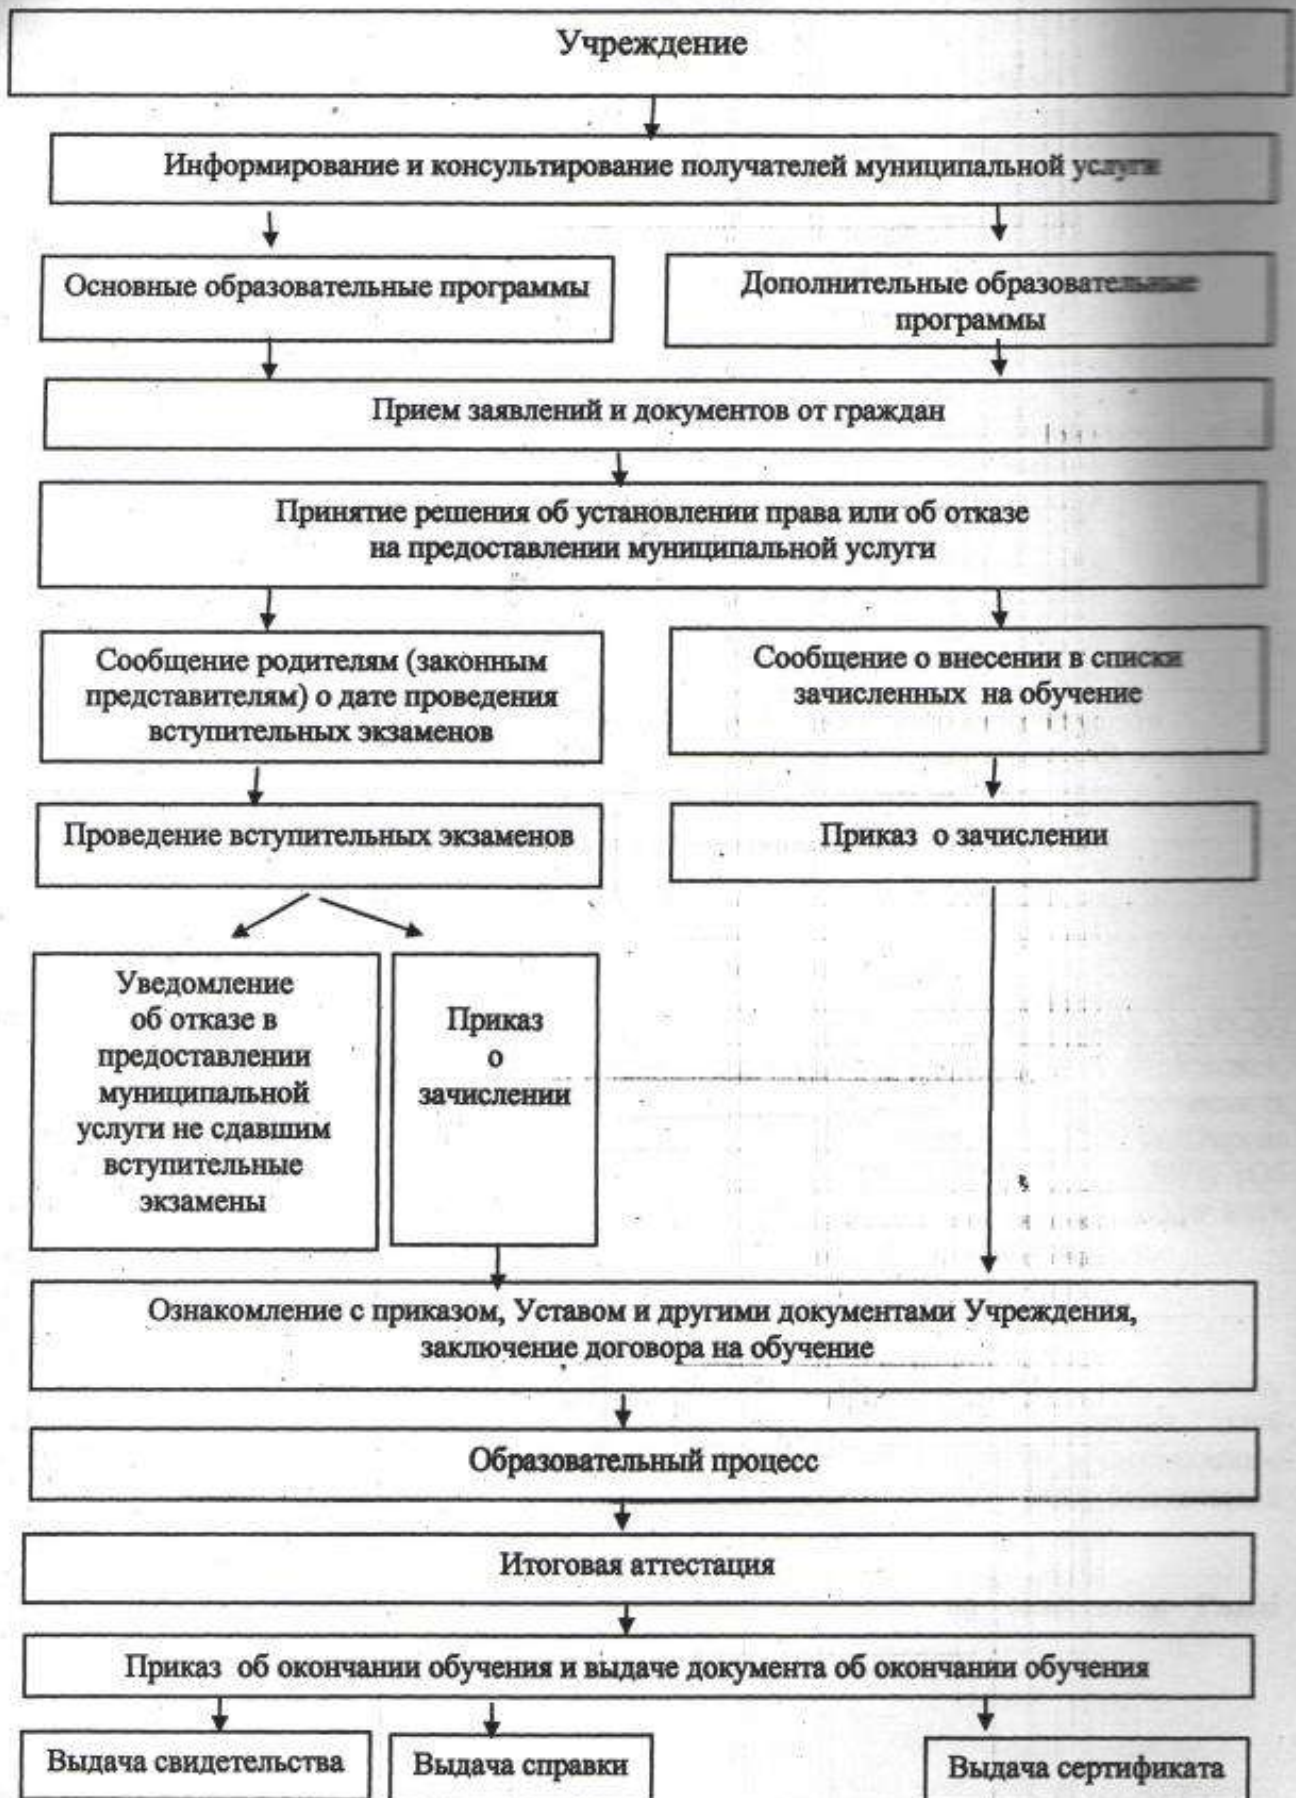 Учреждение
Информирование и консультирование получателей муниципальной услуги
Основные образовательные программы
Дополнительные образовательные
программы
Прием заявлений и документов от граждан
Принятие решения об установлении права или об отказе
на предоставлении муниципальной услуги
Сообщение родителям (законным
представителям) о дате проведения
вступительных экзаменов
Сообщение о внесении в списки
зачисленных на обучение
Проведение вступительных экзаменов
Приказ о зачислении
Уведомление
об отказе в
предоставлении
муниципальной
услуги не сдавшим
вступительные
экзамены
Приказ
о
зачислении
Ознакомление с приказом, Уставом и другими документами Учреждения,
заключение договора на обучение
Образовательный процесс
Итоговая аттестация
Приказ об окончании обучения и выдаче документа об окончании обучения
Выдача свидетельства
Выдача справки
Выдача сертификата